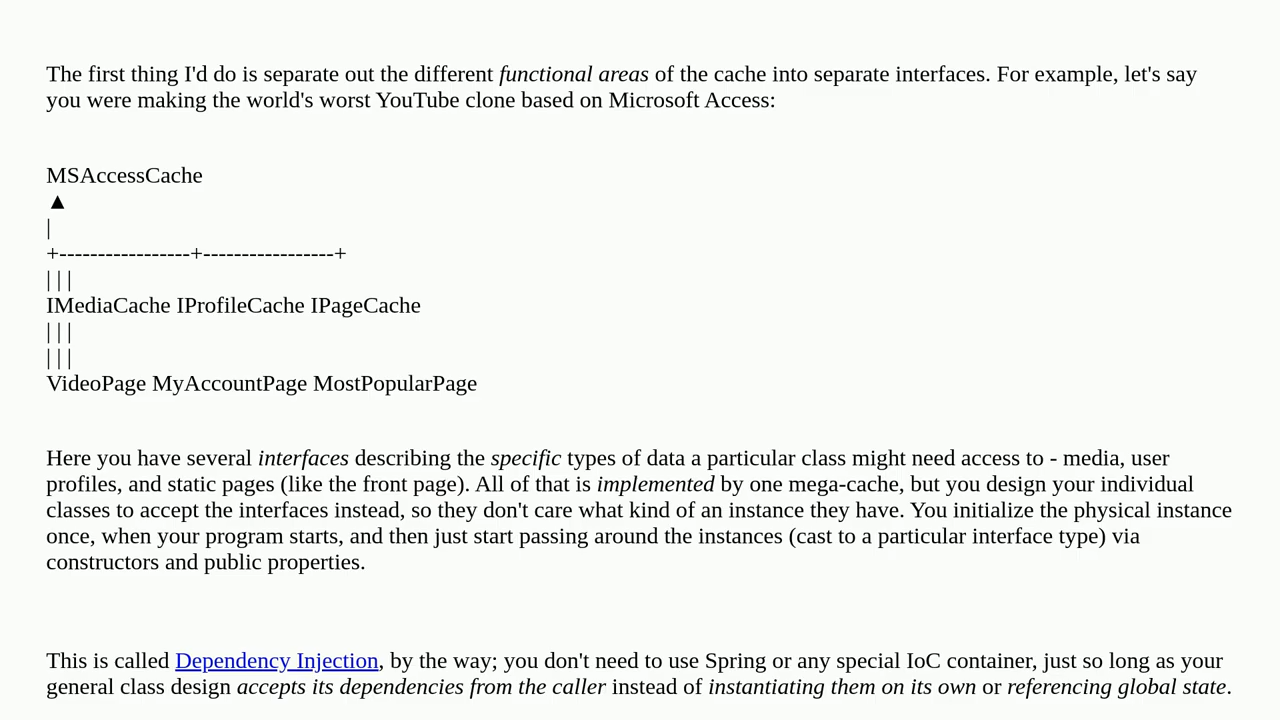 The first thing I'd do is separate out the different functional areas of the cache into separate interfaces. For example, let's say
you were making the world's worst YouTube clone based on Microsoft Access:
MSAccessCache
▲
|
+-----------------+-----------------+
| | |
IMediaCache IProfileCache IPageCache
| | |
| | |
VideoPage MyAccountPage MostPopularPage
Here you have several interfaces describing the specific types of data a particular class might need access to - media, user
profiles, and static pages (like the front page). All of that is implemented by one mega-cache, but you design your individual
classes to accept the interfaces instead, so they don't care what kind of an instance they have. You initialize the physical instance
once, when your program starts, and then just start passing around the instances (cast to a particular interface type) via
constructors and public properties.
This is called Dependency Injection, by the way; you don't need to use Spring or any special IoC container, just so long as your
general class design accepts its dependencies from the caller instead of instantiating them on its own or referencing global state.